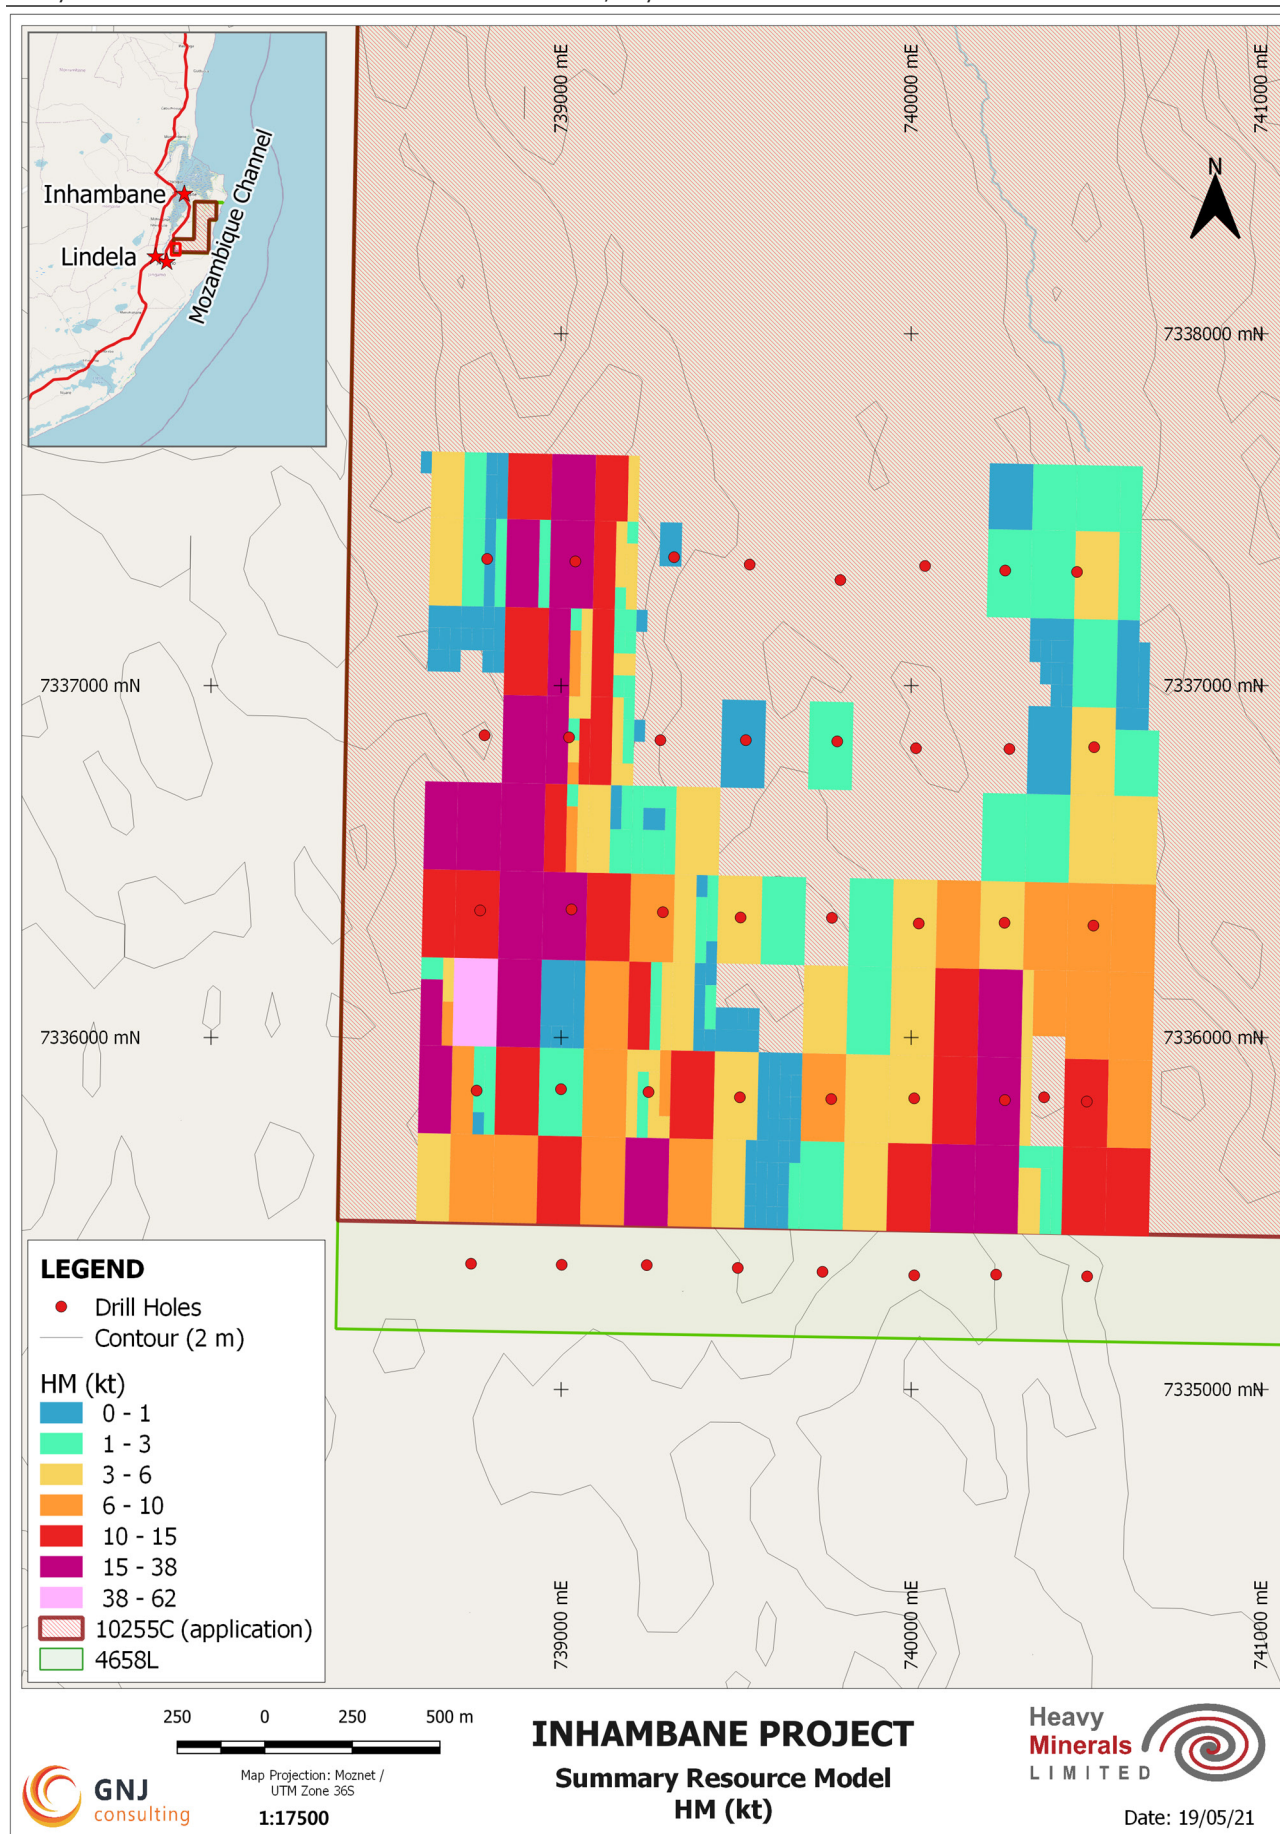 Inhambane
Lindela
Mozambique Channel
739000 mE
740000 mE
741000 mE
N
7338000 mN
7337000 mN
7337000 mN
7336000 mN
7336000 mN
7335000 mN
739000 mE
740000 mE
741000 mE
LEGEND
Drill Holes
Contour (2 m)
HM (kt)
0 - 1
1 - 3
3 - 6
6 - 10
10 - 15
15 - 38
38 - 62
10255C (application)
4658L
250 0 250 500 m
Map Projection: Moznet /
UTM Zone 36S
1:17500
GNJ
consulting
INHAMBANE PROJECT
Summary Resource Model
HM (kt)
Heavy
Minerals
LIMITED
Date: 19/05/21